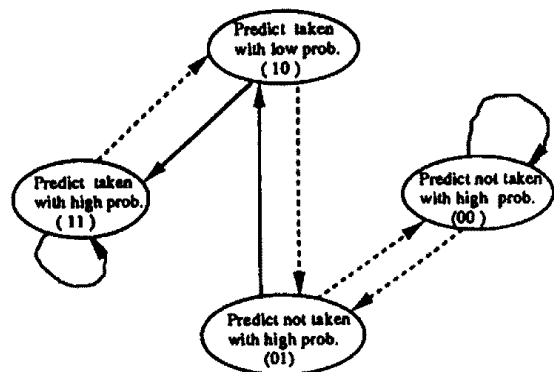 Predict taken
with low prob.
( 10 )
Predict taken
with high prob.
( 11 )
Predict not taken
with high prob.
(00 )
Predict not taken
with high prob.
(01)